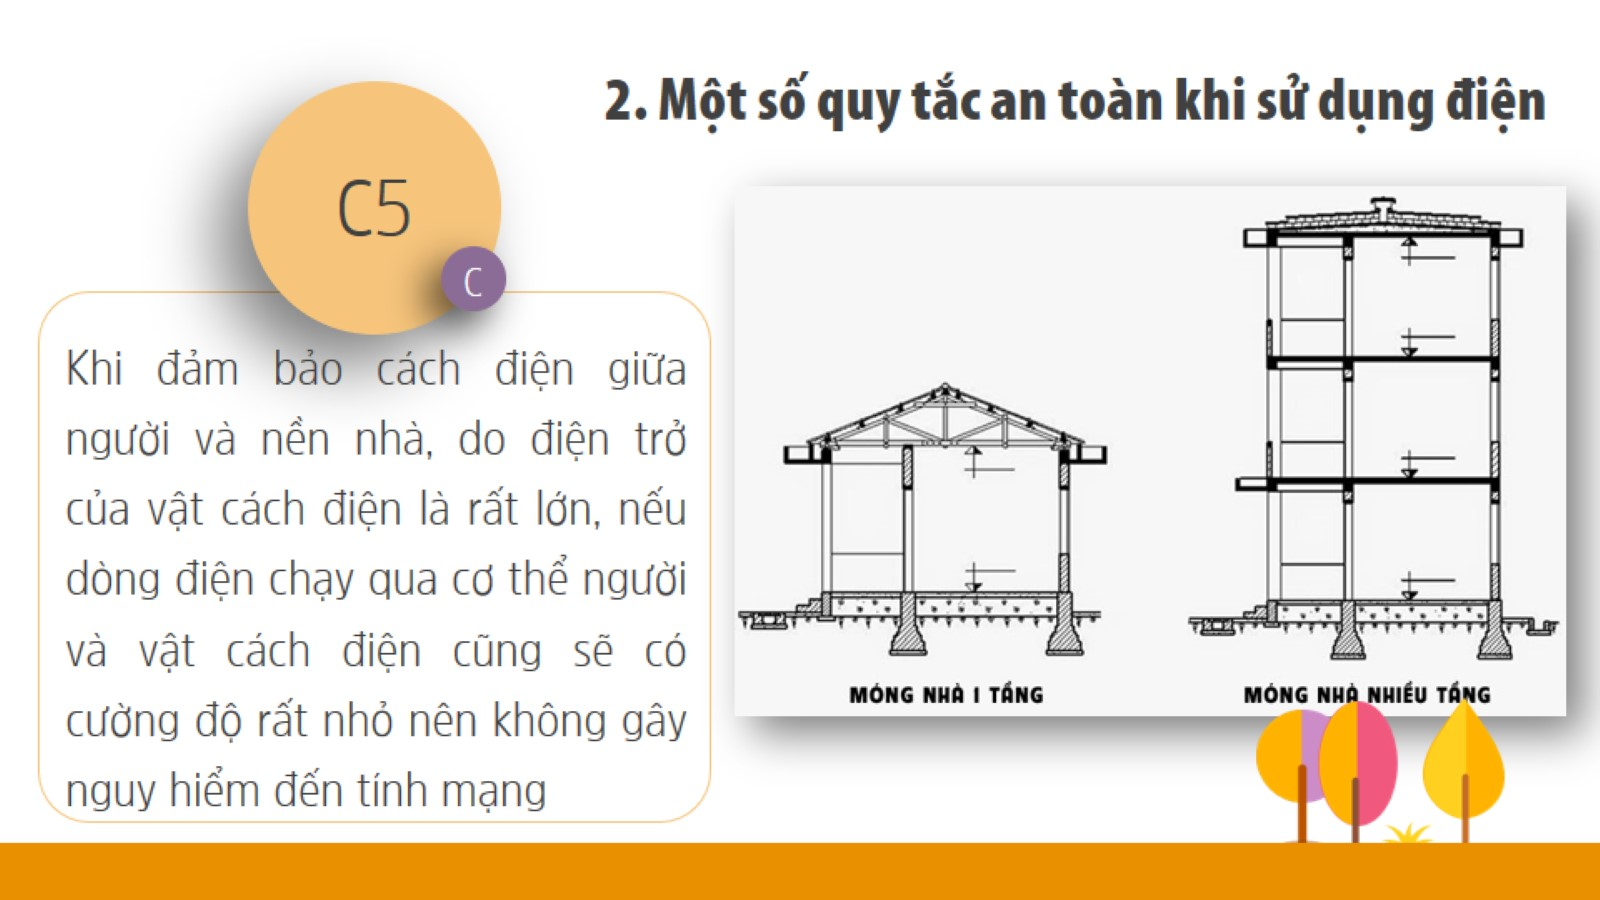 2. Một số quy tắc an toàn khi sử dụng điện
C5
C
Khi đảm bảo cách điện giữa
người và nền nhà, do điện trở
của vật cách điện là rất lớn, nếu
dòng điện chạy qua cơ thể người
và vật cách điện cũng sẽ có
cường độ rất nhỏ nên không gây
nguy hiểm đến tính mạng
MÓNG NHÀ 1 TẦNG
MÓNG NHÀ NHIỀU TẦNG